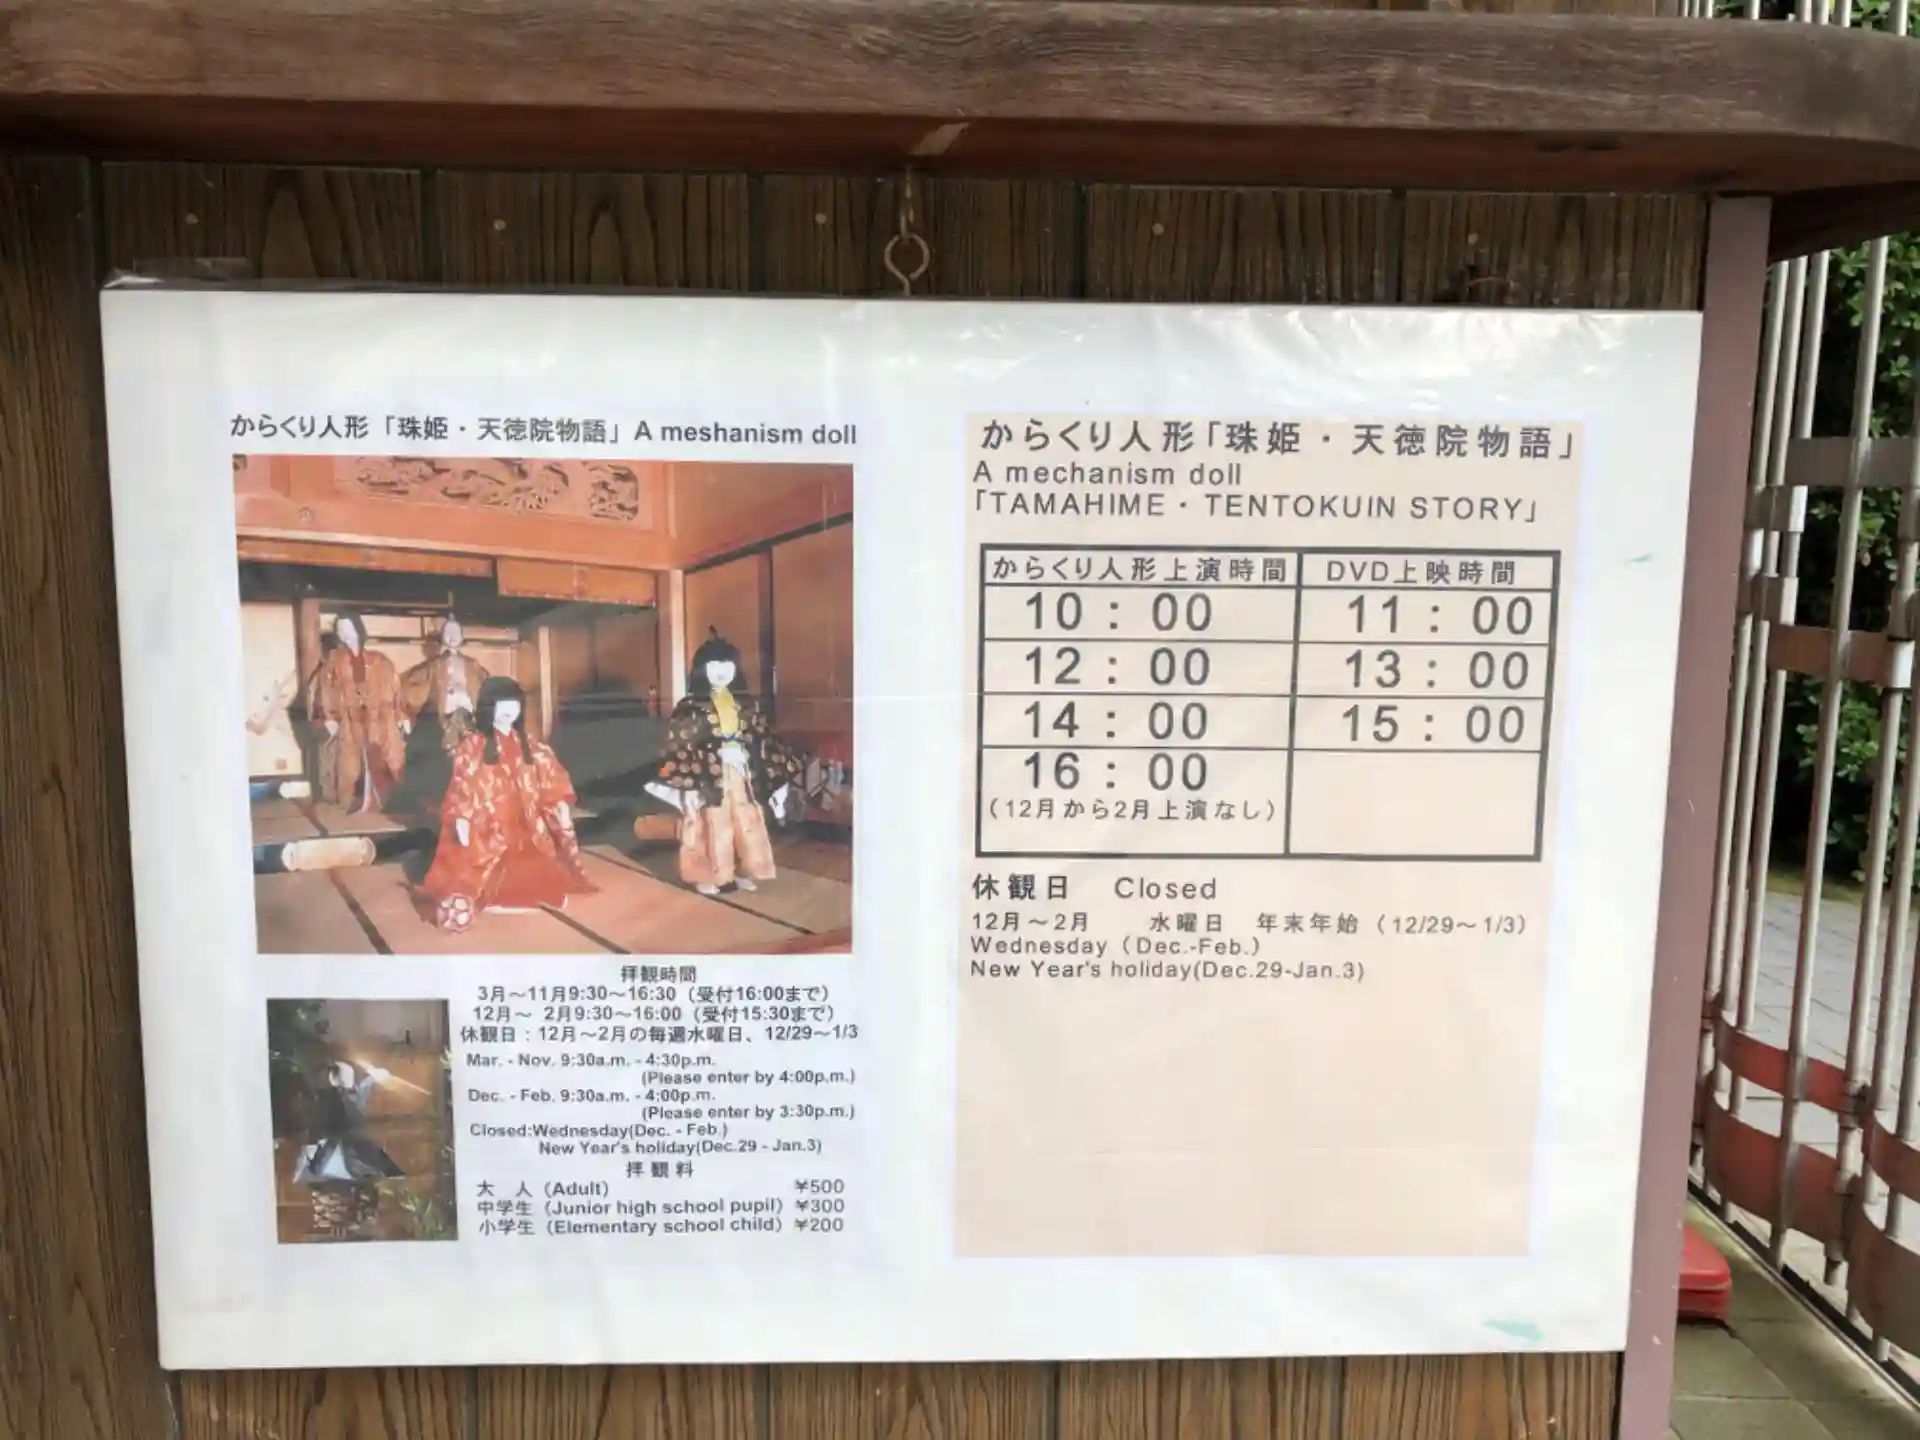 からくり人形「珠姫・天徳院物語」A meshanism doll
拝観時間
3月～11月9:30～16:30（受付16:00まで）
12月～ 2月9:30～16:00（受付15:30まで）
休観日：12月～2月の毎週水曜日、12/29～1/3
Mar. - Nov. 9:30a.m. - 4:30p.m.
(Please enter by 4:00p.m.)
Dec. - Feb. 9:30a.m. - 4:00p.m.
(Please enter by 3:30p.m.)
Closed:Wednesday(Dec. - Feb.)
New Year's holiday(Dec.29 - Jan.3)
拝観料
大　人（Adult） ¥500
中学生（Junior high school pupil） ¥300
小学生（Elementary school child） ¥200
からくり人形「珠姫・天徳院物語」
A mechanism doll
「TAMAHIME・TENTOKUIN STORY」
からくり人形上演時間 DVD上映時間
10：00 11：00
12：00 13：00
14：00 15：00
16：00
（12月から2月上演なし）
休観日 Closed
12月～2月 水曜日 年末年始（12/29～1/3）
Wednesday（Dec.-Feb.）
New Year's holiday(Dec.29-Jan.3)